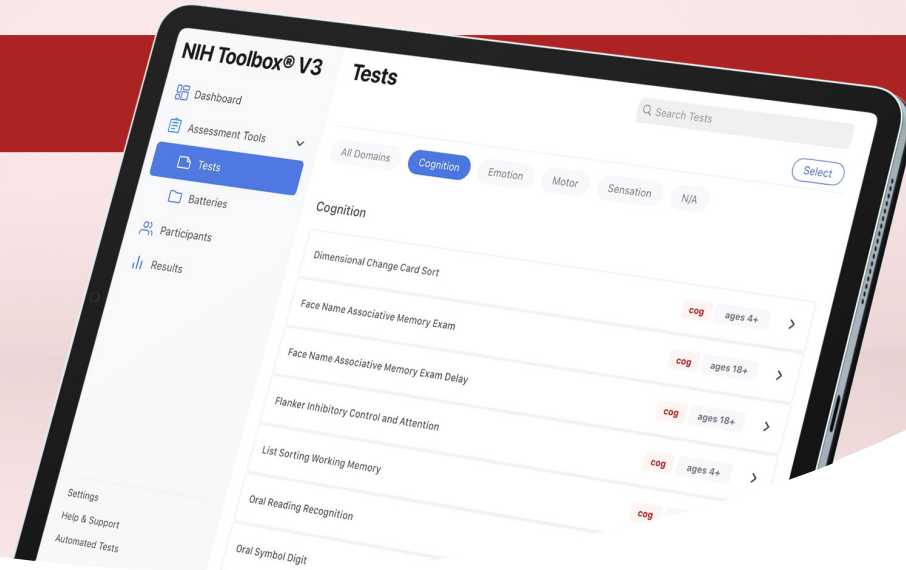 NIH Toolbox® V3
Dashboard
Assessment Tools
Tests
Batteries
Participants
Results
Settings
Help & Support
Automated Tests
Tests
Search Tests
Select
All Domains Cognition Emotion Motor Sensation N/A
Cognition
Dimensional Change Card Sort cog ages 4+
Face Name Associative Memory Exam cog ages 18+
Face Name Associative Memory Exam Delay cog ages 18+
Flanker Inhibitory Control and Attention cog ages 4+
List Sorting Working Memory cog
Oral Reading Recognition
Oral Symbol Digit